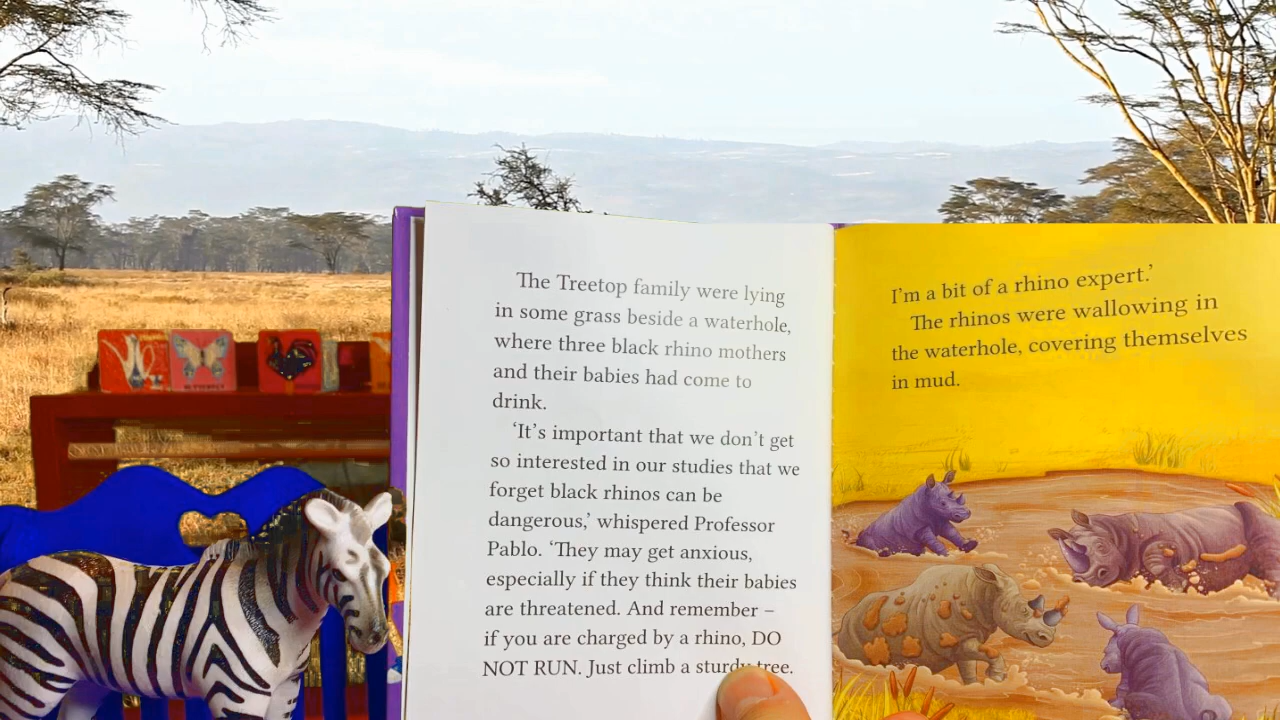 The Treetop family were lying
in some grass beside a waterhole,
where three black rhino mothers
and their babies had come to
drink.
‘It’s important that we don’t get
so interested in our studies that we
forget black rhinos can be
dangerous,’ whispered Professor
Pablo. ‘They may get anxious,
especially if they think their babies
are threatened. And remember –
if you are charged by a rhino, DO
NOT RUN. Just climb a sturdy tree.
I’m a bit of a rhino expert.’
The rhinos were wallowing in
the waterhole, covering themselves
in mud.